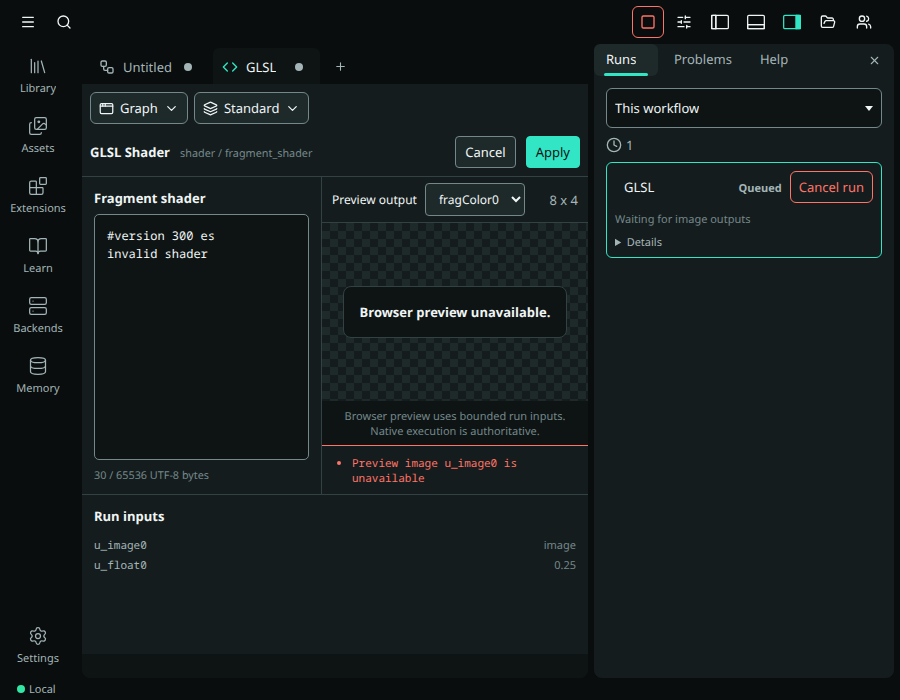 Untitled
GLSL
Runs
Problems
Help
Library
Assets
Extensions
Learn
Backends
Memory
Settings
Local
Graph
Standard
GLSL Shader
shader / fragment_shader
Cancel
Apply
Fragment shader
#version 300 es
invalid shader
30 / 65536 UTF-8 bytes
Preview output
fragColor0
8 x 4
Browser preview unavailable.
Browser preview uses bounded run inputs.
Native execution is authoritative.
Preview image u_image0 is
unavailable
Run inputs
u_image0
image
u_float0
0.25
This workflow
1
GLSL
Queued
Cancel run
Waiting for image outputs
Details